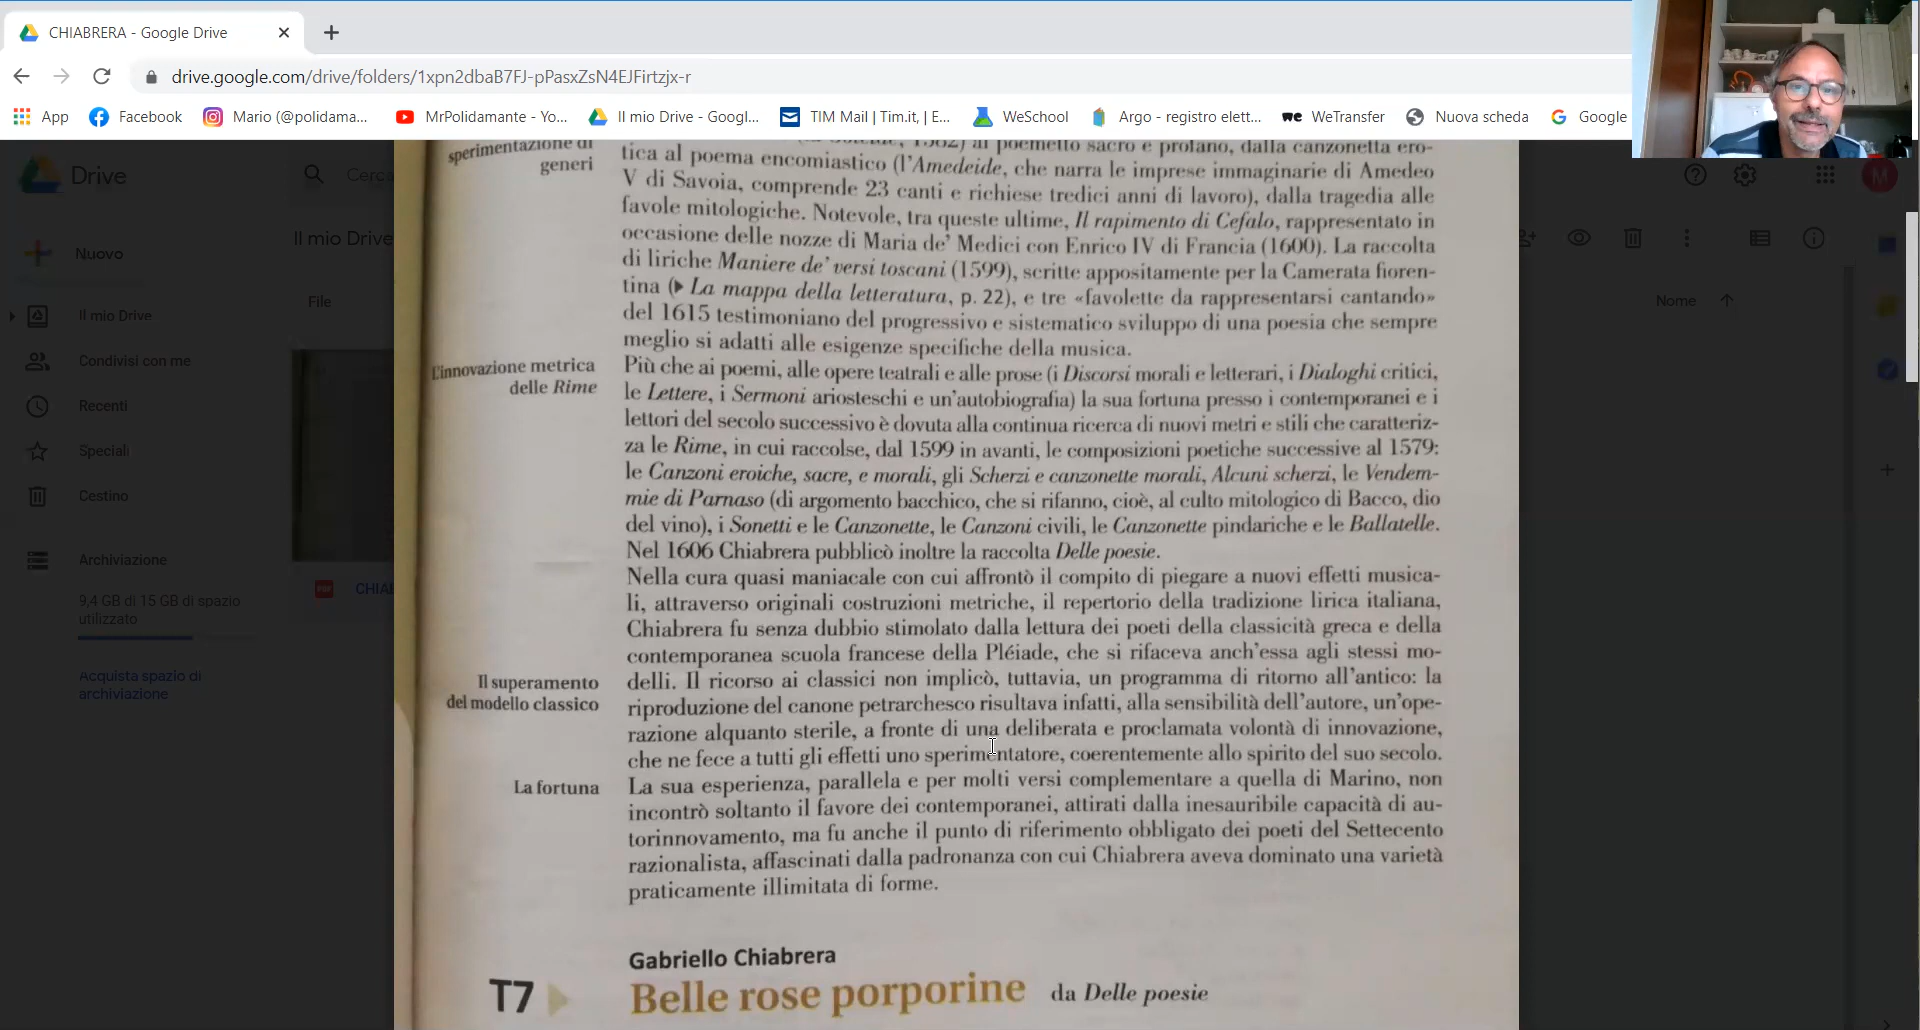 CHIABRERA - Google Drive
drive.google.com/drive/folders/1xpn2dbaB7FJ-pPasxZsN4EJFirtzjx-r
App Facebook Mario (@polidama... MrPolidamante - Yo... Il mio Drive - Googl... TIM Mail | Tim.it, | E... WeSchool Argo - registro elett... WeTransfer Nuova scheda Google
Drive
Cerca
M
Il mio Drive
Nuovo
File
Nome
Il mio Drive
Condivisi con me
Recenti
Speciali
Cestino
Archiviazione
9,4 GB di 15 GB di spazio
utilizzato
Acquista spazio di
archiviazione
CHIAI
sperimentazione di
generi
al poemetto sacro e profano, dalla canzonetta ero-
tica al poema encomiastico (l'Amedeide, che narra le imprese immaginarie di Amedeo
V di Savoia, comprende 23 canti e richiese tredici anni di lavoro), dalla tragedia alle
favole mitologiche. Notevole, tra queste ultime, Il rapimento di Cefalo, rappresentato in
occasione delle nozze di Maria de' Medici con Enrico IV di Francia (1600). La raccolta
di liriche Maniere de' versi toscani (1599), scritte appositamente per la Camerata fioren-
tina (▶ La mappa della letteratura, p. 22), e tre «favolette da rappresentarsi cantando»
del 1615 testimoniano del progressivo e sistematico sviluppo di una poesia che sempre
meglio si adatti alle esigenze specifiche della musica.
L'innovazione metrica
delle Rime
Più che ai poemi, alle opere teatrali e alle prose (i Discorsi morali e letterari, i Dialoghi critici,
le Lettere, i Sermoni ariosteschi e un'autobiografia) la sua fortuna presso i contemporanei e i
lettori del secolo successivo è dovuta alla continua ricerca di nuovi metri e stili che caratteriz-
za le Rime, in cui raccolse, dal 1599 in avanti, le composizioni poetiche successive al 1579:
le Canzoni eroiche, sacre, e morali, gli Scherzi e canzonette morali, Alcuni scherzi, le Vendem-
mie di Parnaso (di argomento bacchico, che si rifanno, cioè, al culto mitologico di Bacco, dio
del vino), i Sonetti e le Canzonette, le Canzoni civili, le Canzonette pindariche e le Ballatelle.
Nel 1606 Chiabrera pubblicò inoltre la raccolta Delle poesie.
Nella cura quasi maniacale con cui affrontò il compito di piegare a nuovi effetti musica-
li, attraverso originali costruzioni metriche, il repertorio della tradizione lirica italiana,
Chiabrera fu senza dubbio stimolato dalla lettura dei poeti della classicità greca e della
contemporanea scuola francese della Pléiade, che si rifaceva anch'essa agli stessi mo-
Il superamento
del modello classico
delli. Il ricorso ai classici non implicò, tuttavia, un programma di ritorno all'antico: la
riproduzione del canone petrarchesco risultava infatti, alla sensibilità dell'autore, un'ope-
razione alquanto sterile, a fronte di una deliberata e proclamata volontà di innovazione,
che ne fece a tutti gli effetti uno sperimentatore, coerentemente allo spirito del suo secolo.
La fortuna
La sua esperienza, parallela e per molti versi complementare a quella di Marino, non
incontrò soltanto il favore dei contemporanei, attirati dalla inesauribile capacità di au-
torinnovamento, ma fu anche il punto di riferimento obbligato dei poeti del Settecento
razionalista, affascinati dalla padronanza con cui Chiabrera aveva dominato una varietà
praticamente illimitata di forme.
Gabriello Chiabrera
T7 Belle rose porporine da Delle poesie